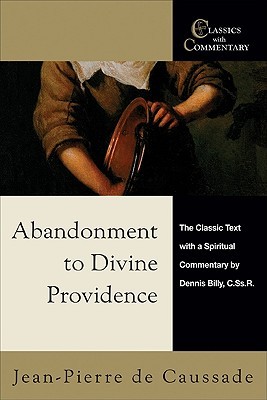 CLASSICS
with
COMMENTARY
The Classic Text
with a Spiritual
Commentary by
Dennis Billy, C.Ss.R.
Abandonment
to Divine
Providence
Jean-Pierre de Caussade